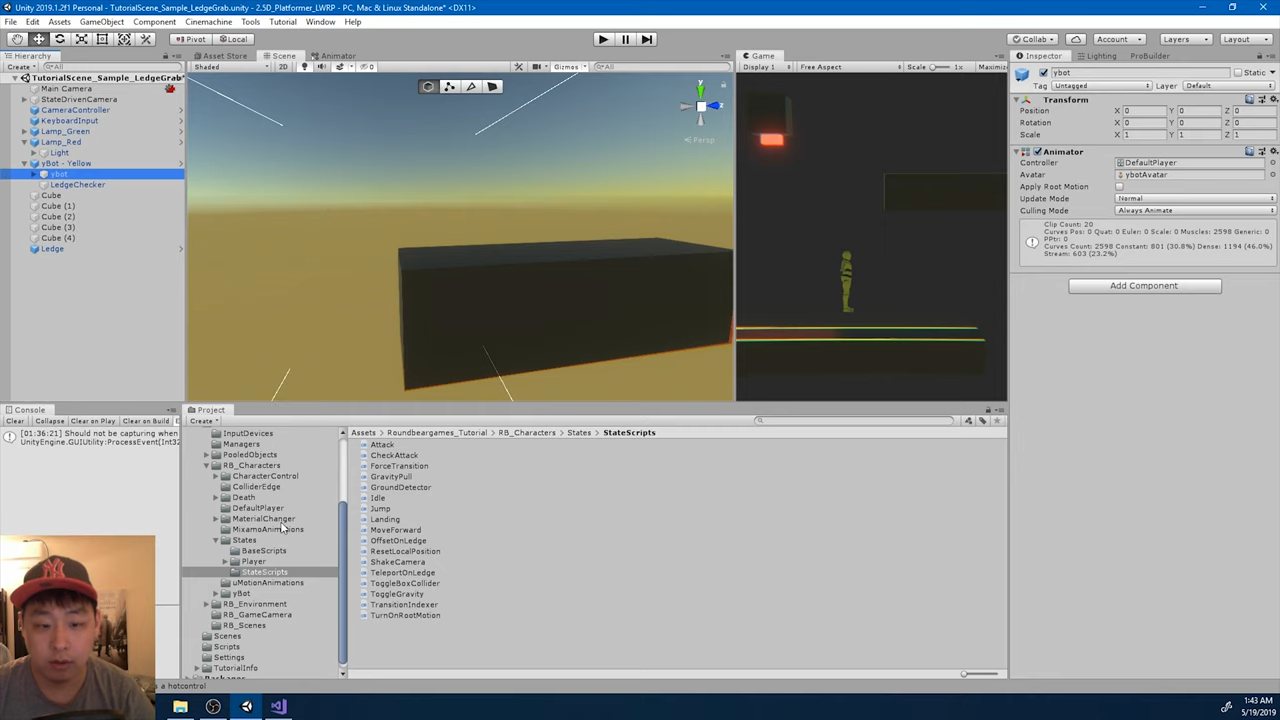 Unity 2019.1.2f1 Personal - TutorialScene_Sample_LedgeGrab.unity - 2.5D_Platformer_LWRP - PC, Mac & Linux Standalone* <DX11>
File Edit Assets GameObject Component Cinemachine Tools Tutorial Window Help
Pivot Local Collab Account Layers Layout
Hierarchy
Create All
TutorialScene_Sample_LedgeGrab
Main Camera
StateDrivenCamera
CameraController
KeyboardInput
Lamp_Green
Lamp_Red
Light
yBot - Yellow
ybot
LedgeChecker
Cube
Cube (1)
Cube (2)
Cube (3)
Cube (4)
Ledge
Asset Store Scene Animator
Shaded 2D 0 Gizmos All
y
z
Persp
Game
Display 1 Free Aspect Scale 1x Maximiz
Inspector Lighting ProBuilder
ybot Static
Tag Untagged Layer Default
Transform
Position X 0 Y 0 Z 0
Rotation X 0 Y 0 Z 0
Scale X 1 Y 1 Z 1
Animator
Controller DefaultPlayer
Avatar ybotAvatar
Apply Root Motion
Update Mode Normal
Culling Mode Always Animate
Clip Count: 20
Curves Pos: 0 Quat: 0 Euler: 0 Scale: 0 Muscles: 2598 Generic: 0
PPtr: 0
Curves Count: 2598 Constant: 801 (30.8%) Dense: 1194 (46.0%)
Stream: 603 (23.2%)
Add Component
Console
Clear Collapse Clear on Play Clear on Build
[01:36:21] Should not be capturing when
UnityEngine.GUIUtility:ProcessEvent(Int32
Project
Create
InputDevices
Managers
PooledObjects
RB_Characters
CharacterControl
ColliderEdge
Death
DefaultPlayer
MaterialChanger
MixamoAnimations
States
BaseScripts
Player
StateScripts
uMotionAnimations
yBot
RB_Environment
RB_GameCamera
RB_Scenes
Scenes
Scripts
Settings
TutorialInfo
Packages
Assets Roundbeargames_Tutorial RB_Characters States StateScripts
Attack
CheckAttack
ForceTransition
GravityPull
GroundDetector
Idle
Jump
Landing
MoveForward
OffsetOnLedge
ResetLocalPosition
ShakeCamera
TeleportOnLedge
ToggleBoxCollider
ToggleGravity
TransitionIndexer
TurnOnRootMotion
s a hotcontrol
1:43 AM
5/19/2019